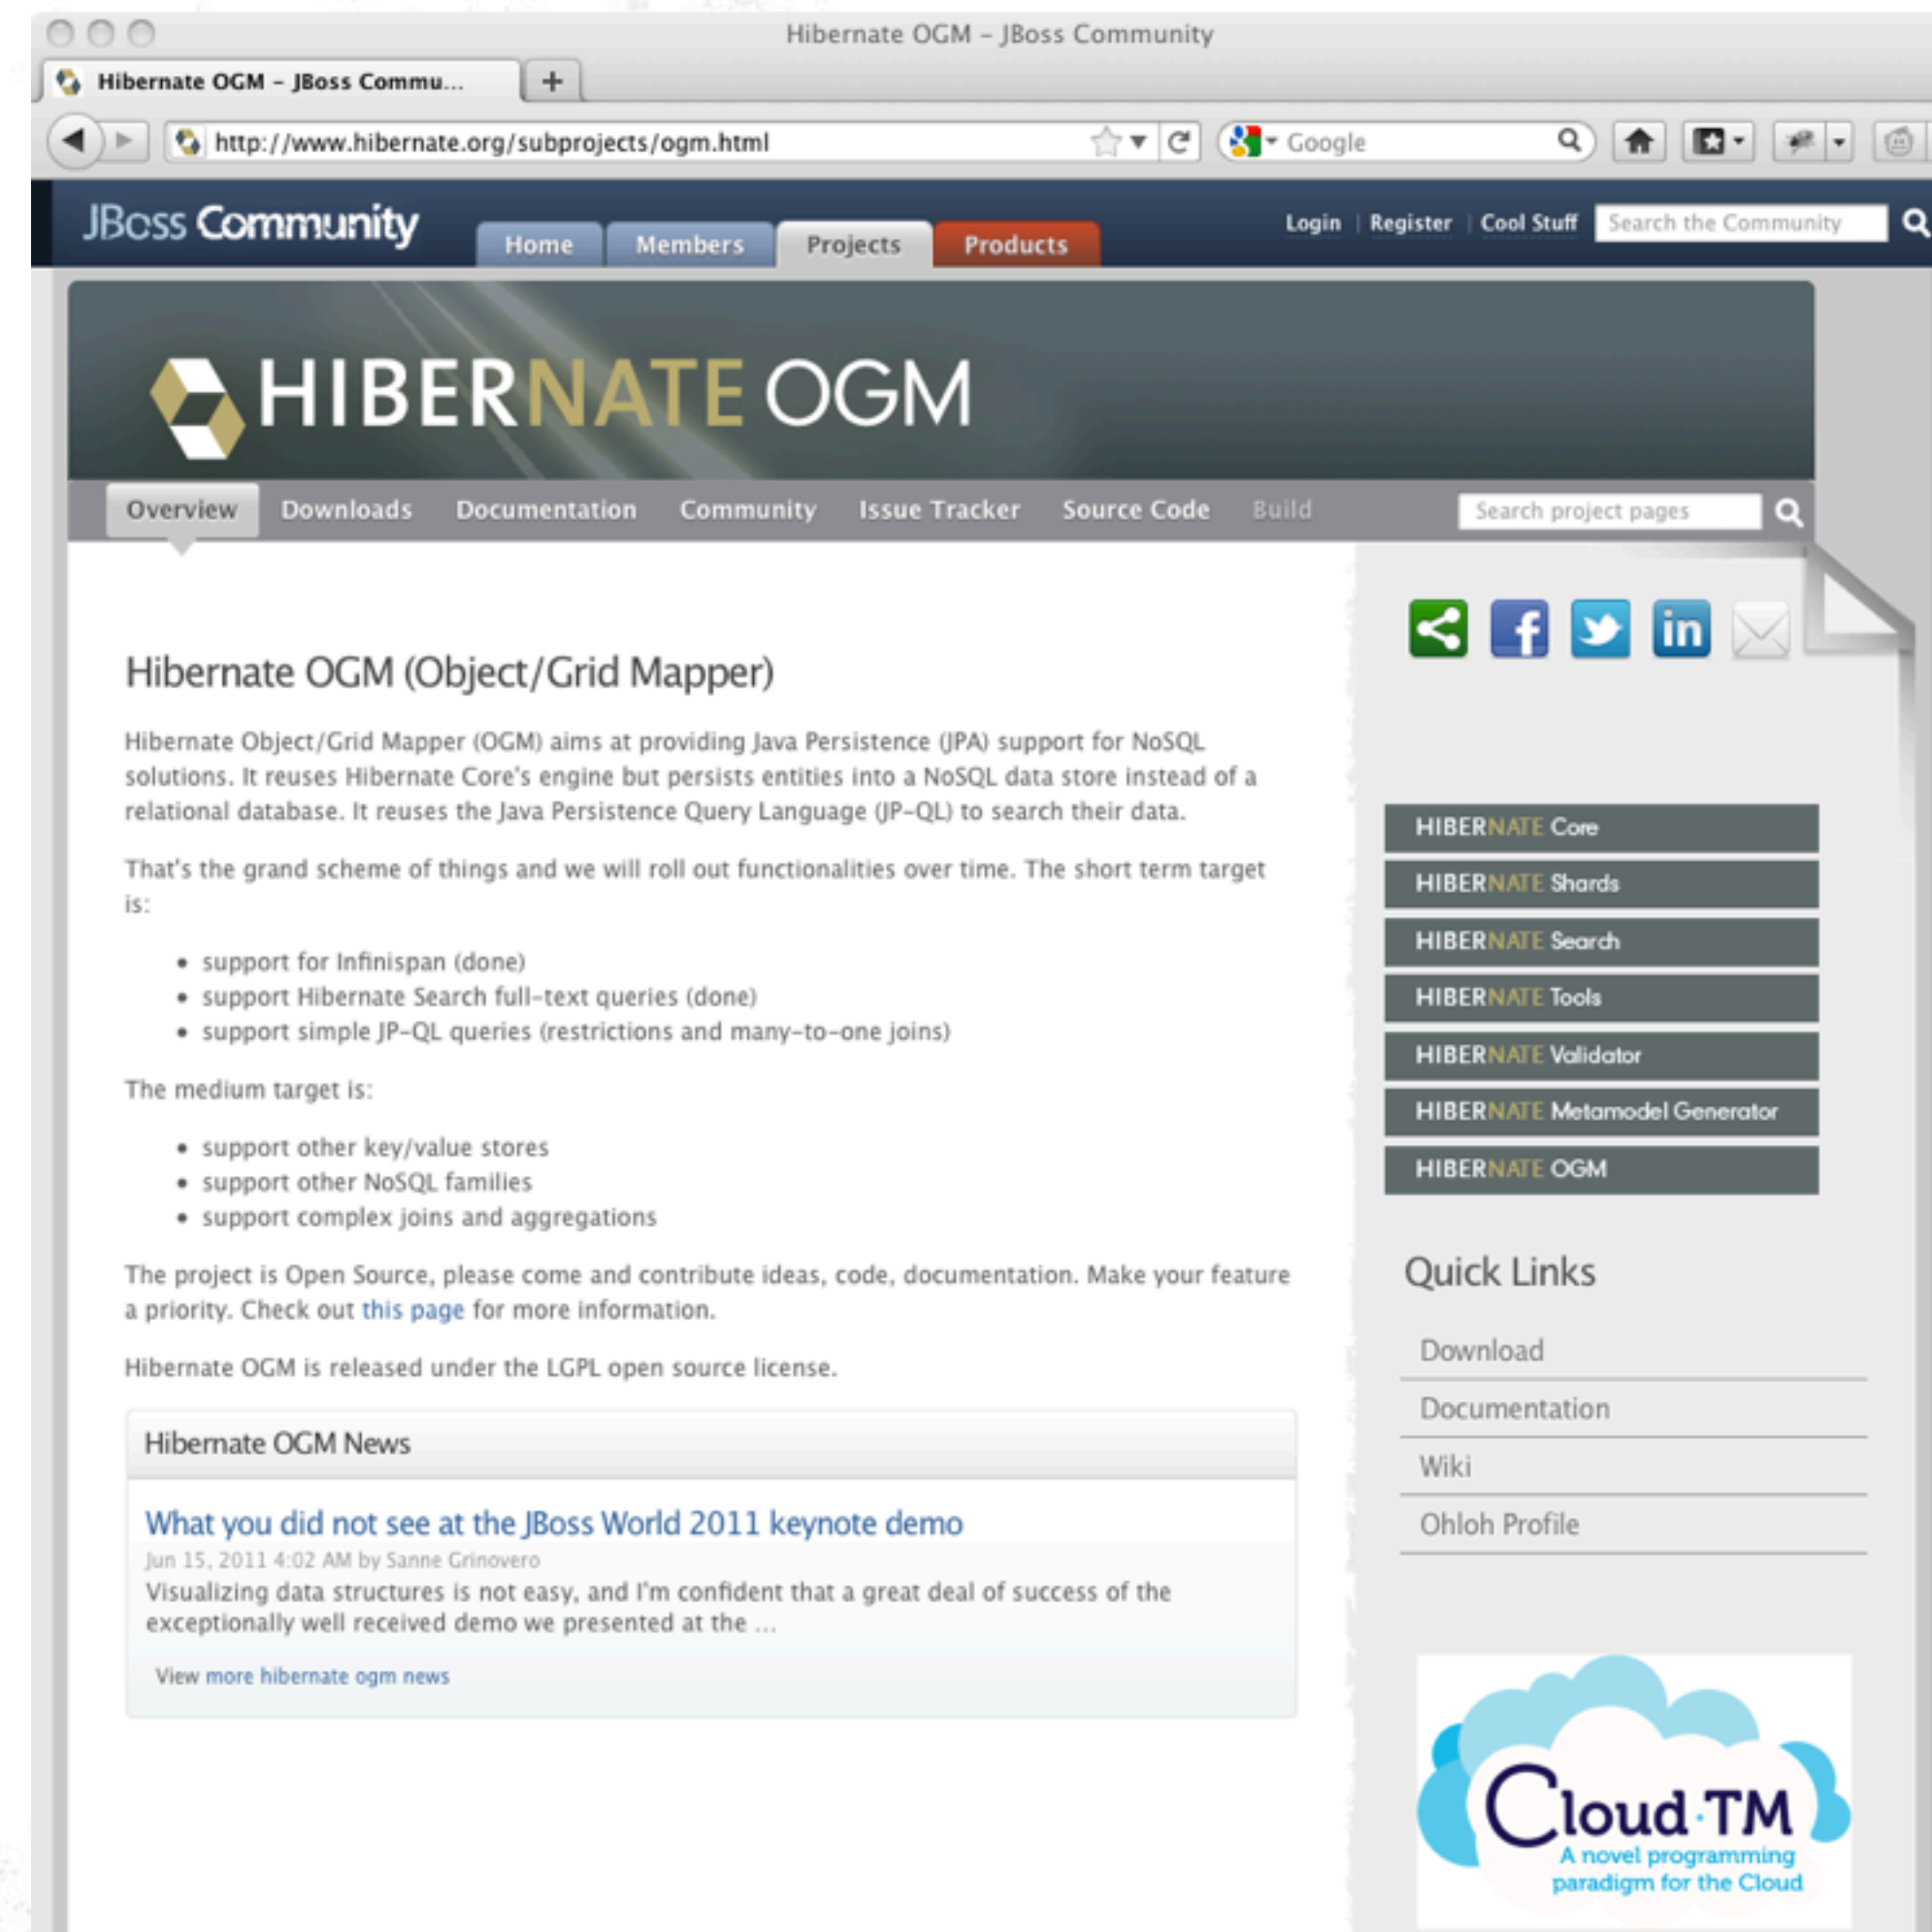 Hibernate OGM – JBoss Community
Hibernate OGM – JBoss Commu...
+
http://www.hibernate.org/subprojects/ogm.html
Google
JBoss Community
Home
Members
Projects
Products
Login
Register
Cool Stuff
Search the Community
HIBERNATE OGM
Overview
Downloads
Documentation
Community
Issue Tracker
Source Code
Build
Search project pages
Hibernate OGM (Object/Grid Mapper)
Hibernate Object/Grid Mapper (OGM) aims at providing Java Persistence (JPA) support for NoSQL
solutions. It reuses Hibernate Core's engine but persists entities into a NoSQL data store instead of a
relational database. It reuses the Java Persistence Query Language (JP-QL) to search their data.
That's the grand scheme of things and we will roll out functionalities over time. The short term target
is:
• support for Infinispan (done)
• support Hibernate Search full-text queries (done)
• support simple JP-QL queries (restrictions and many-to-one joins)
The medium target is:
• support other key/value stores
• support other NoSQL families
• support complex joins and aggregations
The project is Open Source, please come and contribute ideas, code, documentation. Make your feature
a priority. Check out this page for more information.
Hibernate OGM is released under the LGPL open source license.
Hibernate OGM News
What you did not see at the JBoss World 2011 keynote demo
Jun 15, 2011 4:02 AM by Sanne Grinovero
Visualizing data structures is not easy, and I'm confident that a great deal of success of the
exceptionally well received demo we presented at the ...
View more hibernate ogm news
f
in
HIBERNATE Core
HIBERNATE Shards
HIBERNATE Search
HIBERNATE Tools
HIBERNATE Validator
HIBERNATE Metamodel Generator
HIBERNATE OGM
Quick Links
Download
Documentation
Wiki
Ohloh Profile
Cloud·TM
A novel programming
paradigm for the Cloud